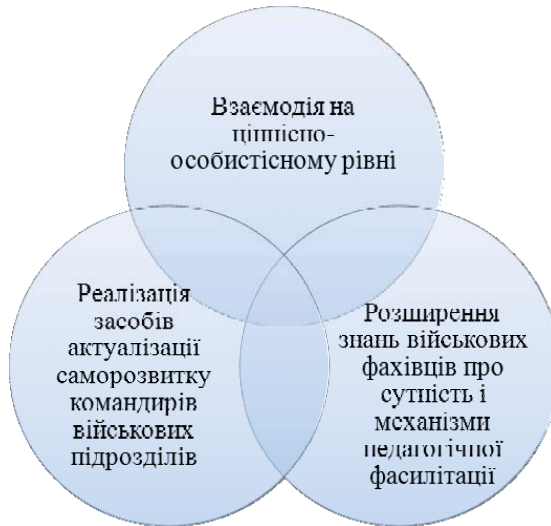 Взаємодія на
ціннісно-
особистісному рівні
Реалізація
засобів
актуалізації
саморозвитку
командирів
військових
підрозділів
Розширення
знань військових
фахівців про
сутність і
механізми
педагогічної
фасилітації